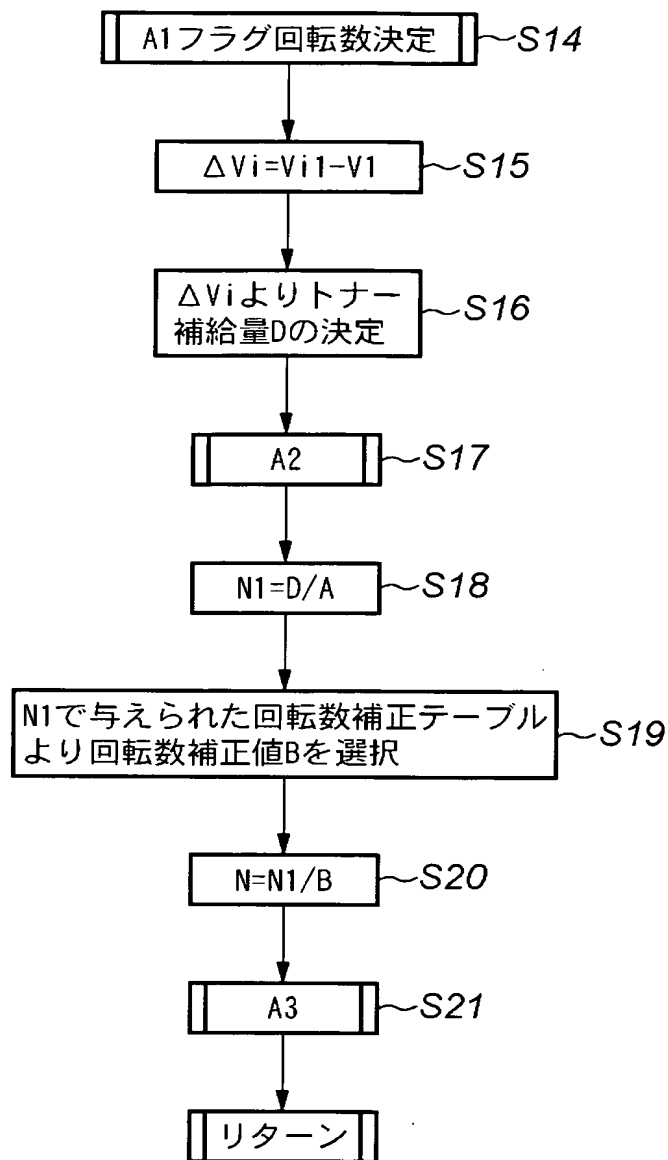 A1フラグ回転数決定
S14
△Vi=Vi1-V1
S15
△Viよりトナー
補給量Dの決定
S16
A2
S17
N1=D/A
S18
N1で与えられた回転数補正テーブル
より回転数補正値Bを選択
S19
N=N1/B
S20
A3
S21
リターン